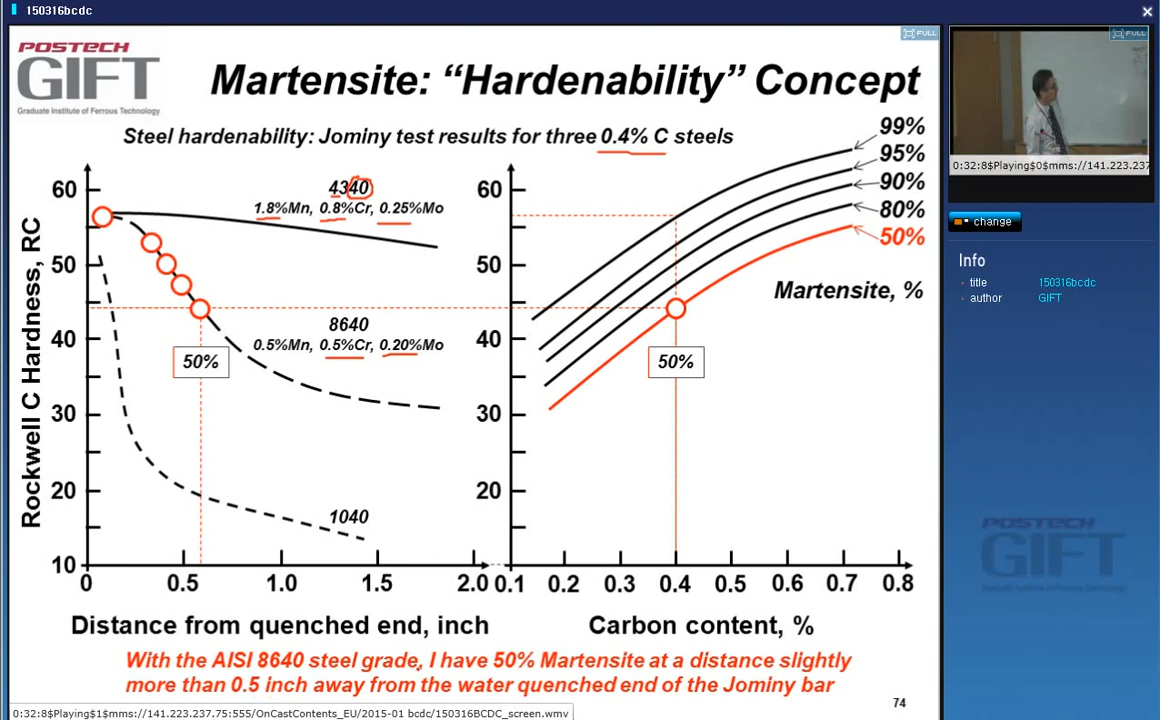 150316bcdc
POSTECH
GIFT
Graduate Institute of Ferrous Technology
Martensite: “Hardenability” Concept
Steel hardenability: Jominy test results for three 0.4% C steels
Rockwell C Hardness, RC
60
50
40
30
20
10
4340
1.8%Mn, 0.8%Cr, 0.25%Mo
8640
0.5%Mn, 0.5%Cr, 0.20%Mo
50%
1040
0 0.5 1.0 1.5 2.0
Distance from quenched end, inch
60
50
40
30
20
99%
95%
90%
80%
50%
Martensite, %
50%
0.1 0.2 0.3 0.4 0.5 0.6 0.7 0.8
Carbon content, %
With the AISI 8640 steel grade, I have 50% Martensite at a distance slightly
more than 0.5 inch away from the water quenched end of the Jominy bar
74
0:32:8$Playing$1$mms://141.223.237.75:555/OnCastContents_EU/2015-01 bcdc/150316BCDC_screen.wmv
FULL
FULL
0:32:8$Playing$0$mms://141.223.237
change
Info
title 150316bcdc
author GIFT
POSTECH
GIFT
Graduate Institute of Ferrous Technology